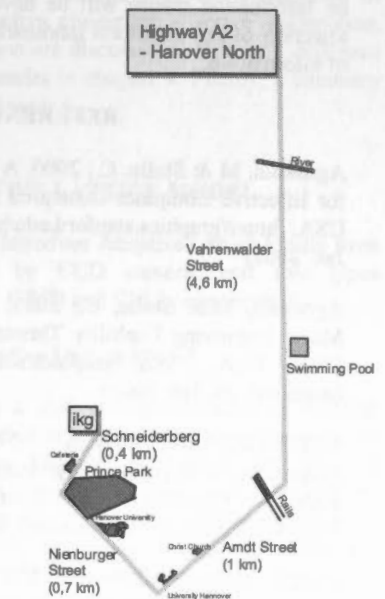 Highway A2
- Hanover North
River
Vahrenwalder
Street
(4,6 km)
Swimming Pool
ikg
Schneiderberg
(0,4 km)
Cafeteria
Prince Park
Hanover University
Rails
Nienburger
Street
(0,7 km)
Christ Church
Arndt Street
(1 km)
University Hannover